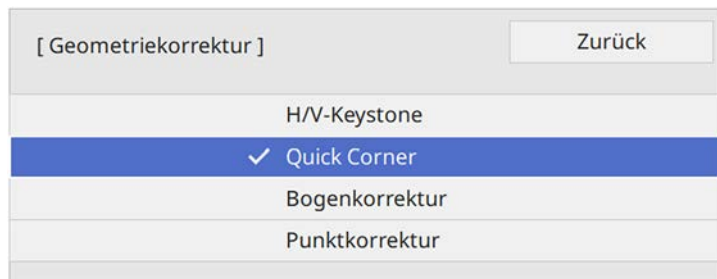 [ Geometriekorrektur ]
Zurück
H/V-Keystone
Quick Corner
Bogenkorrektur
Punktkorrektur